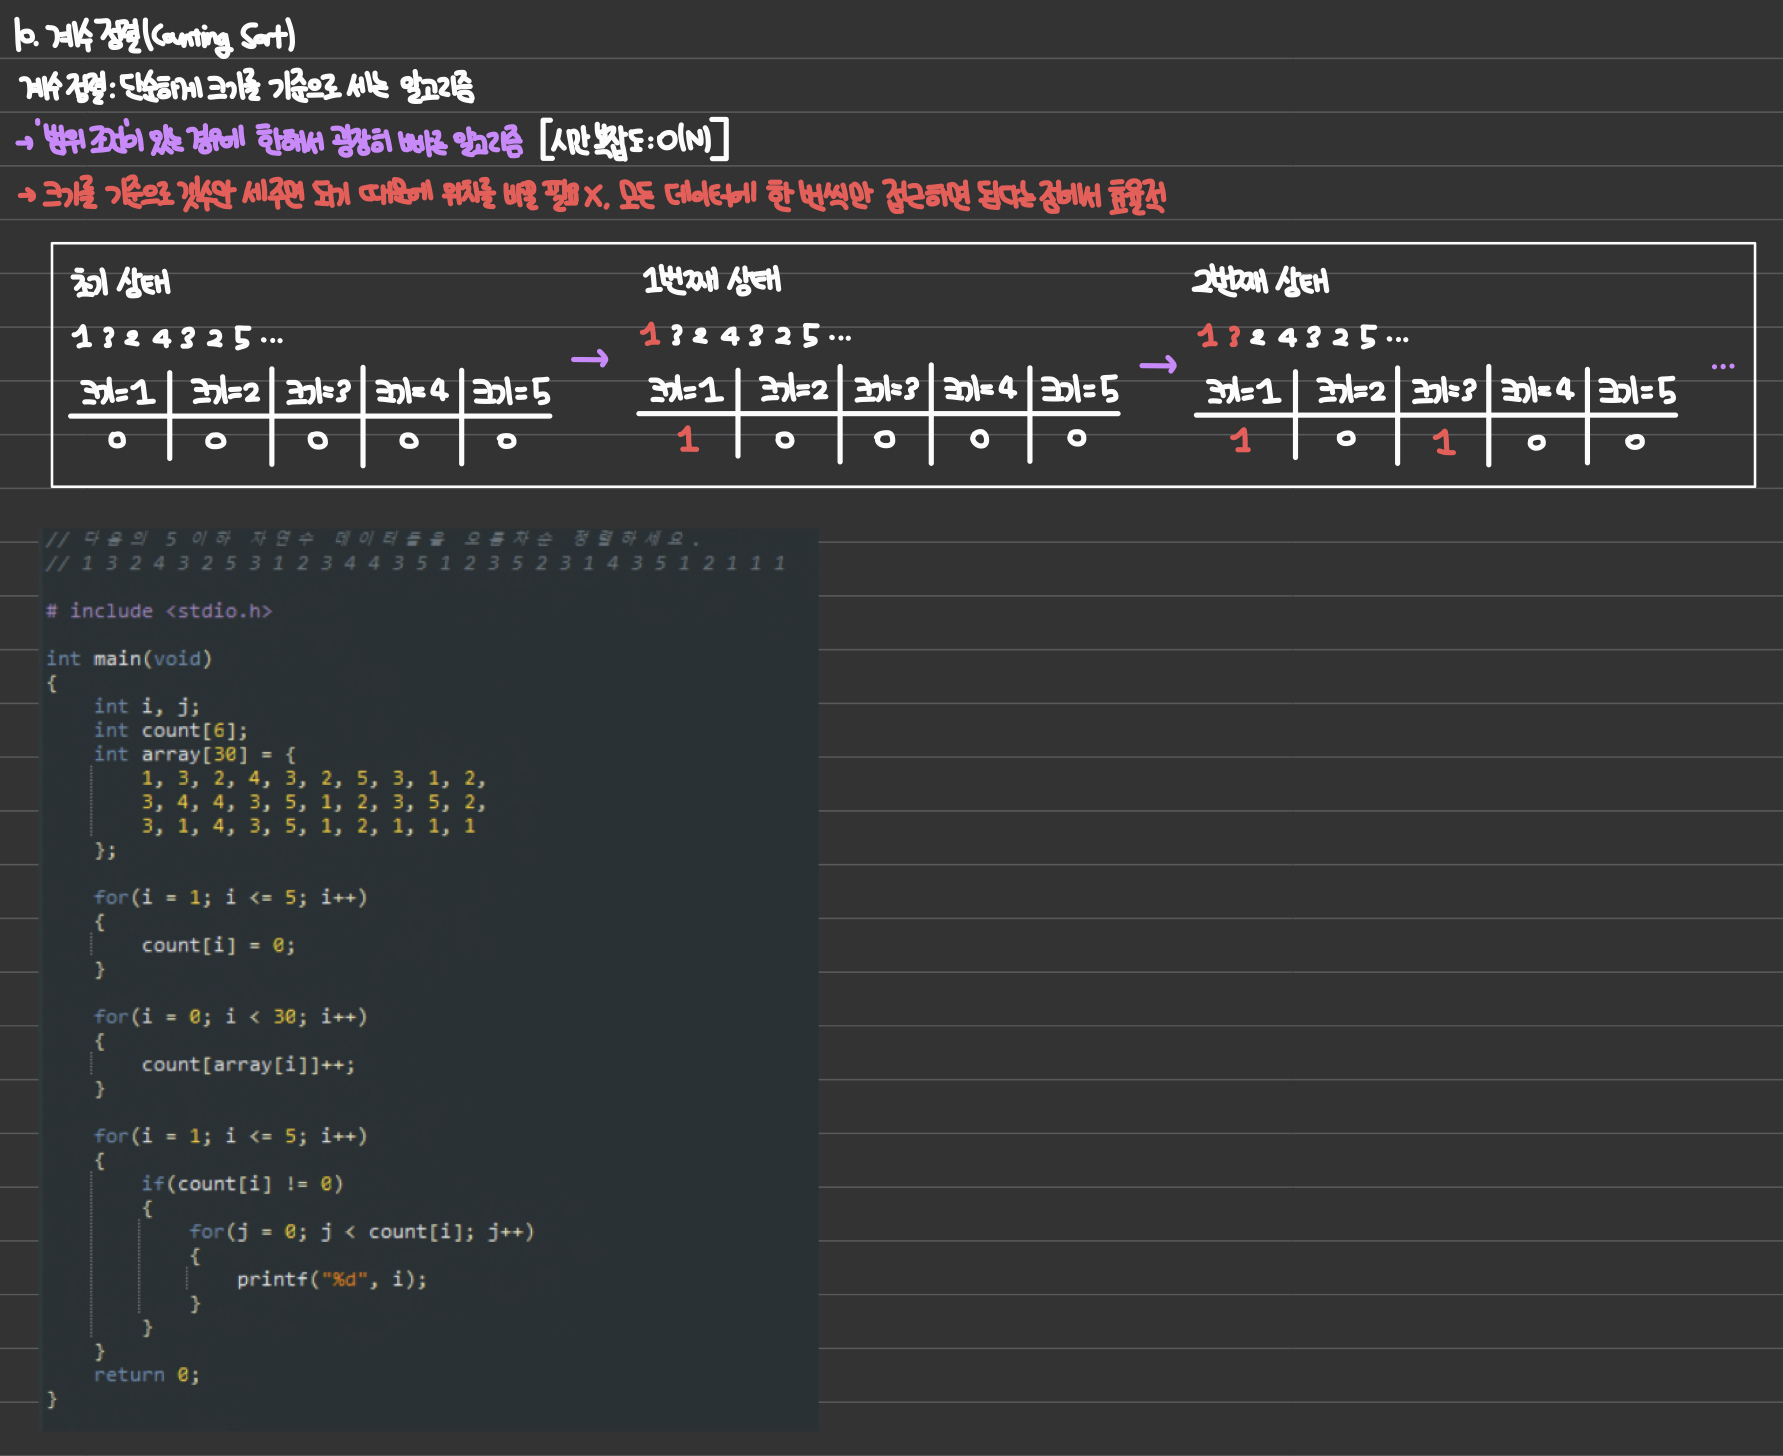 10. 계수 정렬(Counting Sort)
계수 정렬: 단순하게 크기를 기준으로 세는 알고리즘
→ '범위 조건'이 있는 경우에 한해서 굉장히 빠른 알고리즘 [시간 복잡도: O(N)]
→ 크기를 기준으로 갯수만 세주면 되기 때문에 위치를 바꿀 필요 X, 모든 데이터에 한 번씩만 접근하면 된다는 점에서 효율적
초기 상태
1 3 2 4 3 2 5 ...
크기=1 크기=2 크기=3 크기=4 크기=5
0 0 0 0 0
→
1번째 상태
1 3 2 4 3 2 5 ...
크기=1 크기=2 크기=3 크기=4 크기=5
1 0 0 0 0
→
2번째 상태
1 3 2 4 3 2 5 ...
크기=1 크기=2 크기=3 크기=4 크기=5
1 0 1 0 0
...
// 다음의 5 이하 자연수 데이터들을 오름차순 정렬하세요.
// 1 3 2 4 3 2 5 3 1 2 3 4 4 3 5 1 2 3 5 2 3 1 4 3 5 1 2 1 1 1
# include <stdio.h>
int main(void)
{
int i, j;
int count[6];
int array[30] = {
1, 3, 2, 4, 3, 2, 5, 3, 1, 2,
3, 4, 4, 3, 5, 1, 2, 3, 5, 2,
3, 1, 4, 3, 5, 1, 2, 1, 1, 1
};
for(i = 1; i <= 5; i++)
{
count[i] = 0;
}
for(i = 0; i < 30; i++)
{
count[array[i]]++;
}
for(i = 1; i <= 5; i++)
{
if(count[i] != 0)
{
for(j = 0; j < count[i]; j++)
{
printf("%d", i);
}
}
}
return 0;
}